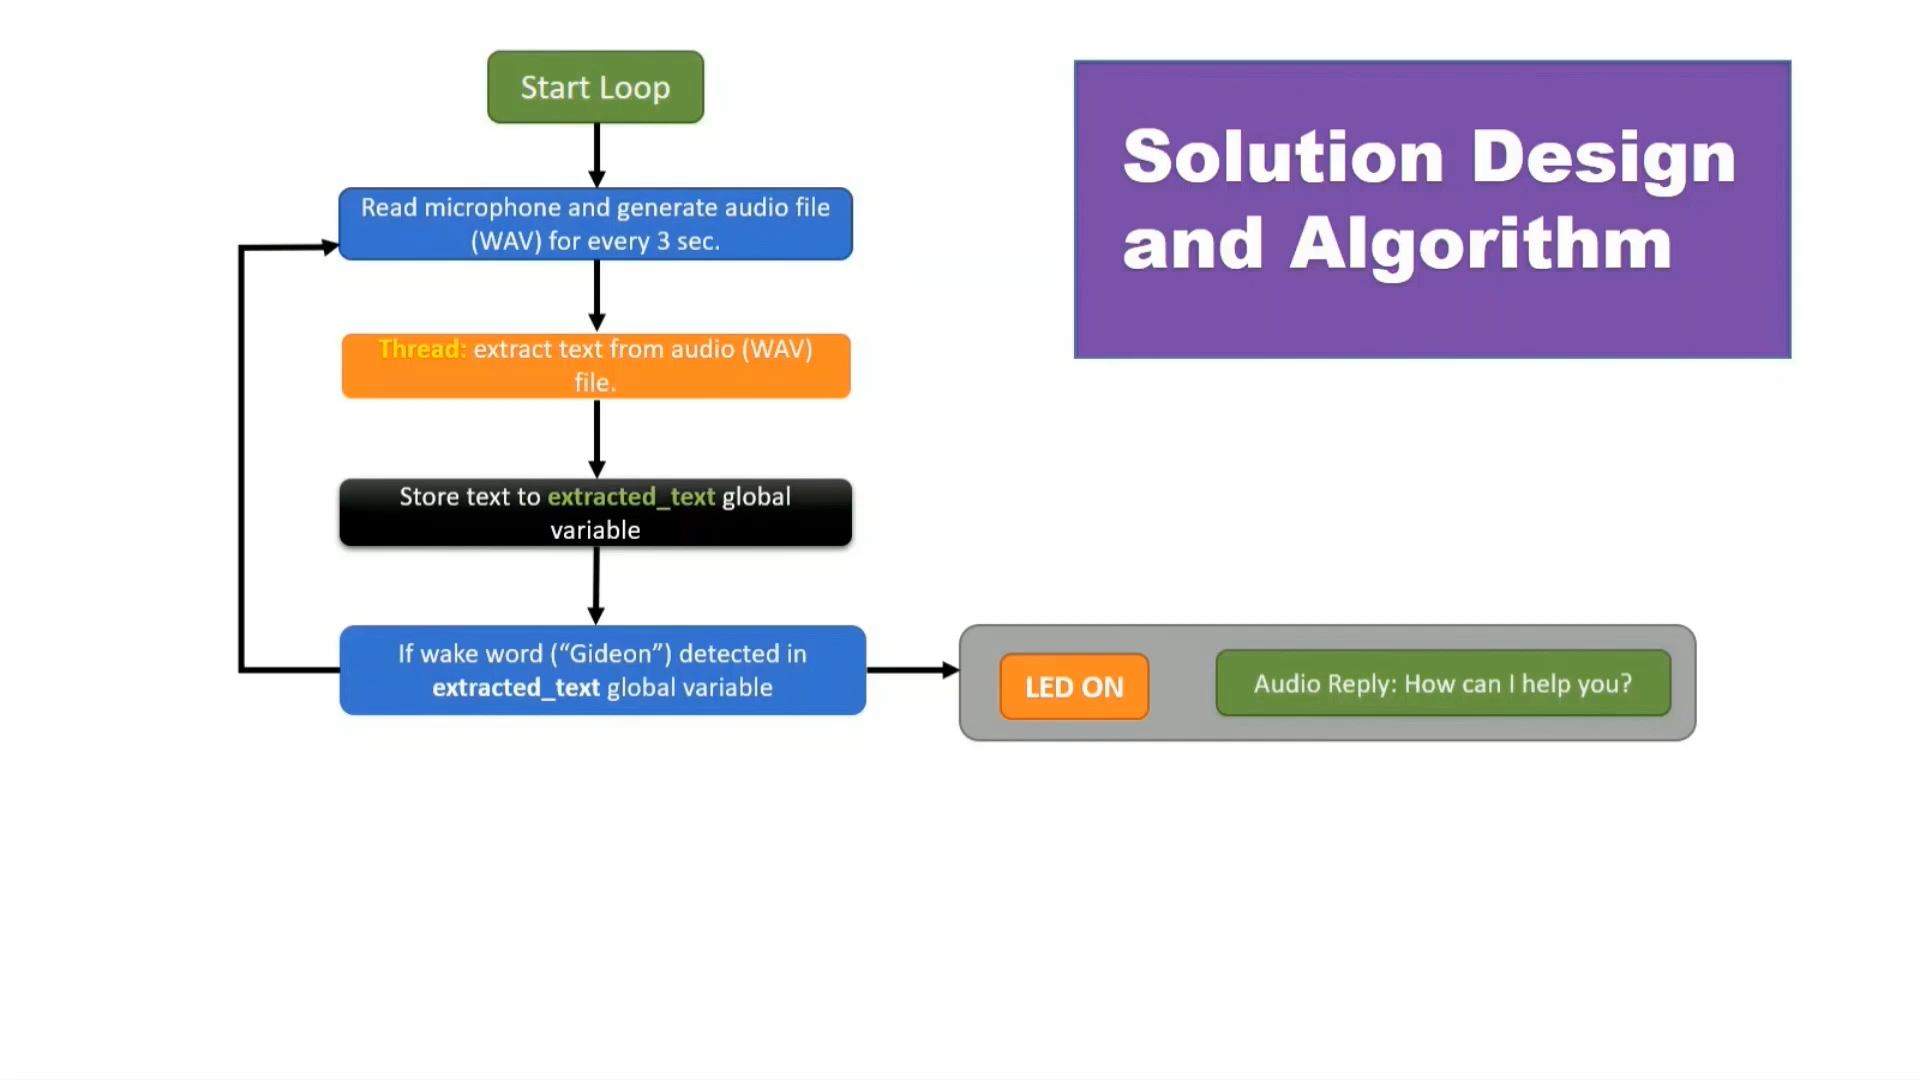 Start Loop
Solution Design
and Algorithm
Read microphone and generate audio file
(WAV) for every 3 sec.
Thread: extract text from audio (WAV)
file.
Store text to extracted_text global
variable
If wake word (“Gideon”) detected in
extracted_text global variable
LED ON
Audio Reply: How can I help you?